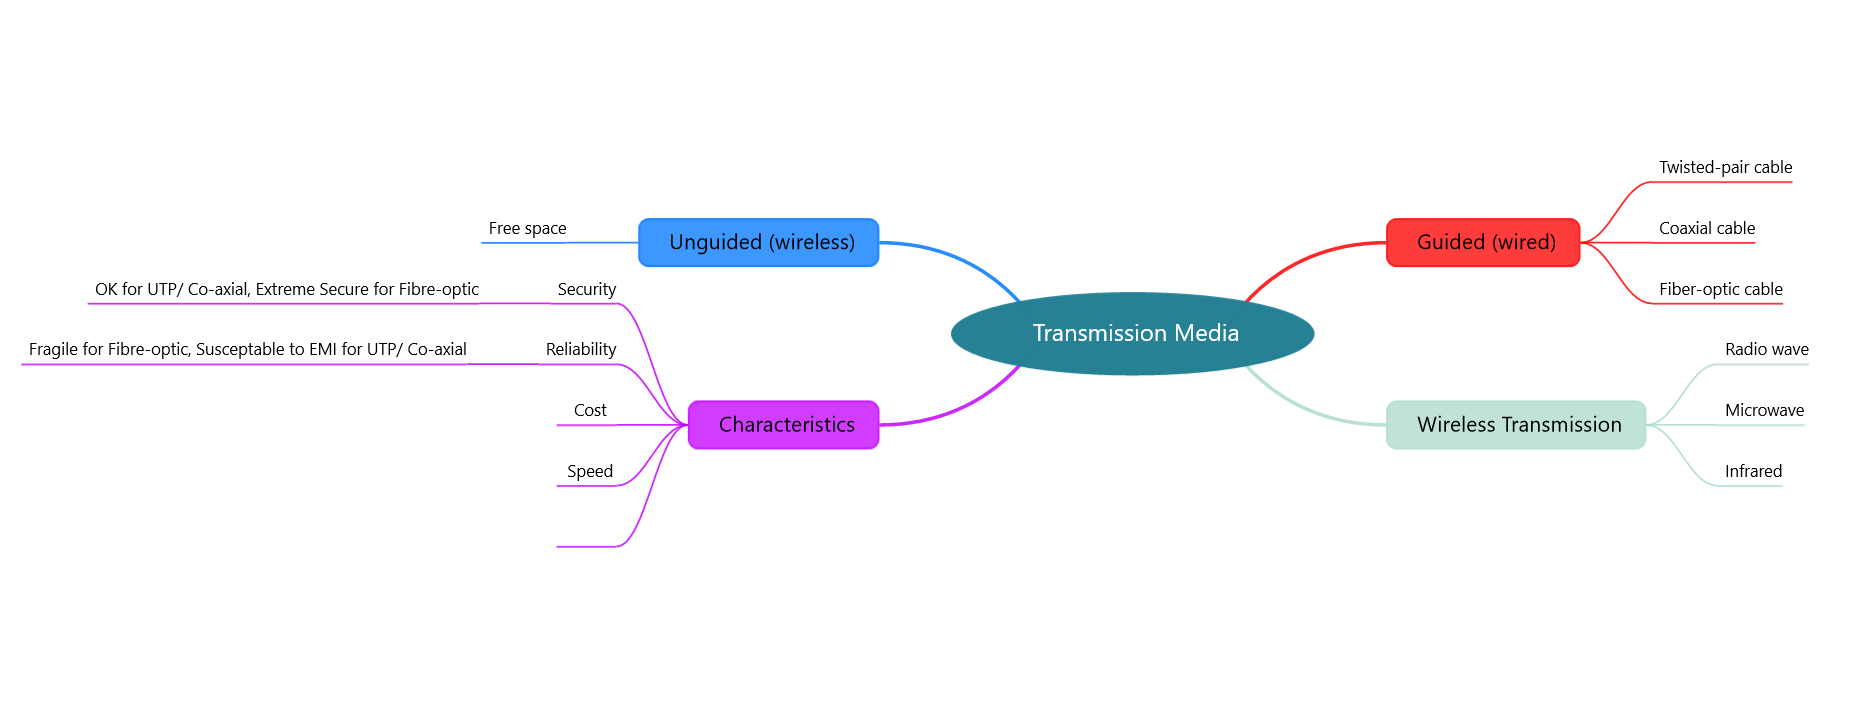 Transmission Media
Guided (wired)
Twisted-pair cable
Coaxial cable
Fiber-optic cable
Wireless Transmission
Radio wave
Microwave
Infrared
Unguided (wireless)
Free space
Characteristics
Security
OK for UTP/ Co-axial, Extreme Secure for Fibre-optic
Reliability
Fragile for Fibre-optic, Susceptable to EMI for UTP/ Co-axial
Cost
Speed